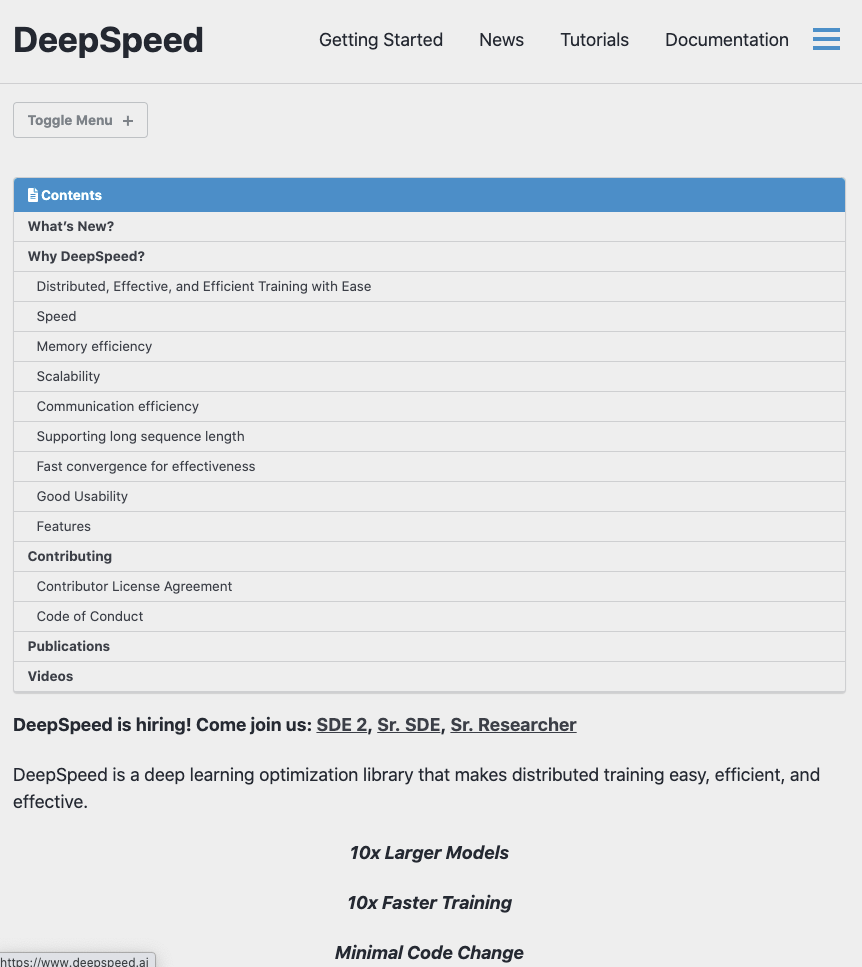 DeepSpeed
Getting Started News Tutorials Documentation
Toggle Menu +
Contents
What's New?
Why DeepSpeed?
Distributed, Effective, and Efficient Training with Ease
Speed
Memory efficiency
Scalability
Communication efficiency
Supporting long sequence length
Fast convergence for effectiveness
Good Usability
Features
Contributing
Contributor License Agreement
Code of Conduct
Publications
Videos
DeepSpeed is hiring! Come join us: SDE 2, Sr. SDE, Sr. Researcher
DeepSpeed is a deep learning optimization library that makes distributed training easy, efficient, and
effective.
10x Larger Models
10x Faster Training
Minimal Code Change
https://www.deepspeed.ai